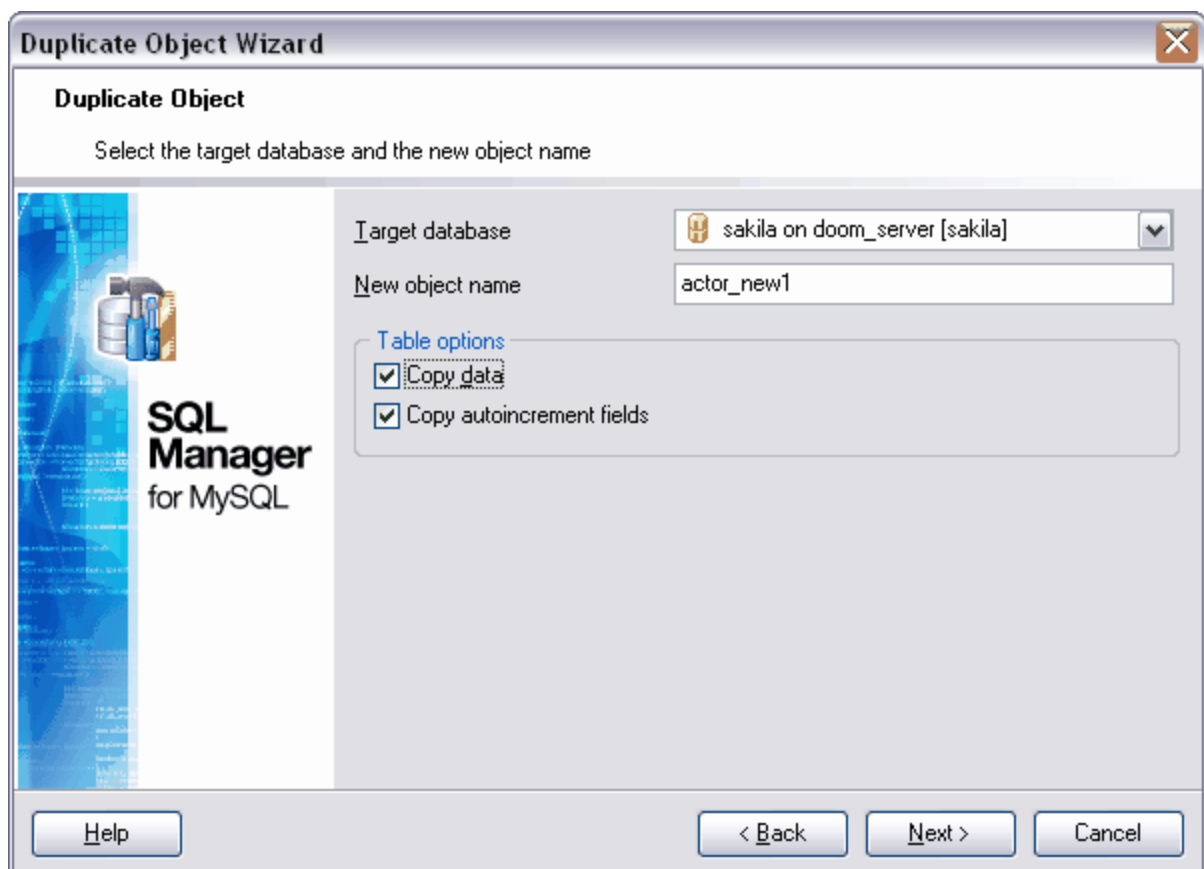 Duplicate Object Wizard
Duplicate Object
Select the target database and the new object name
Target database
sakila on doom_server [sakila]
New object name
actor_new1
Table options
Copy data
Copy autoincrement fields
SQL
Manager
for MySQL
Help
< Back
Next >
Cancel